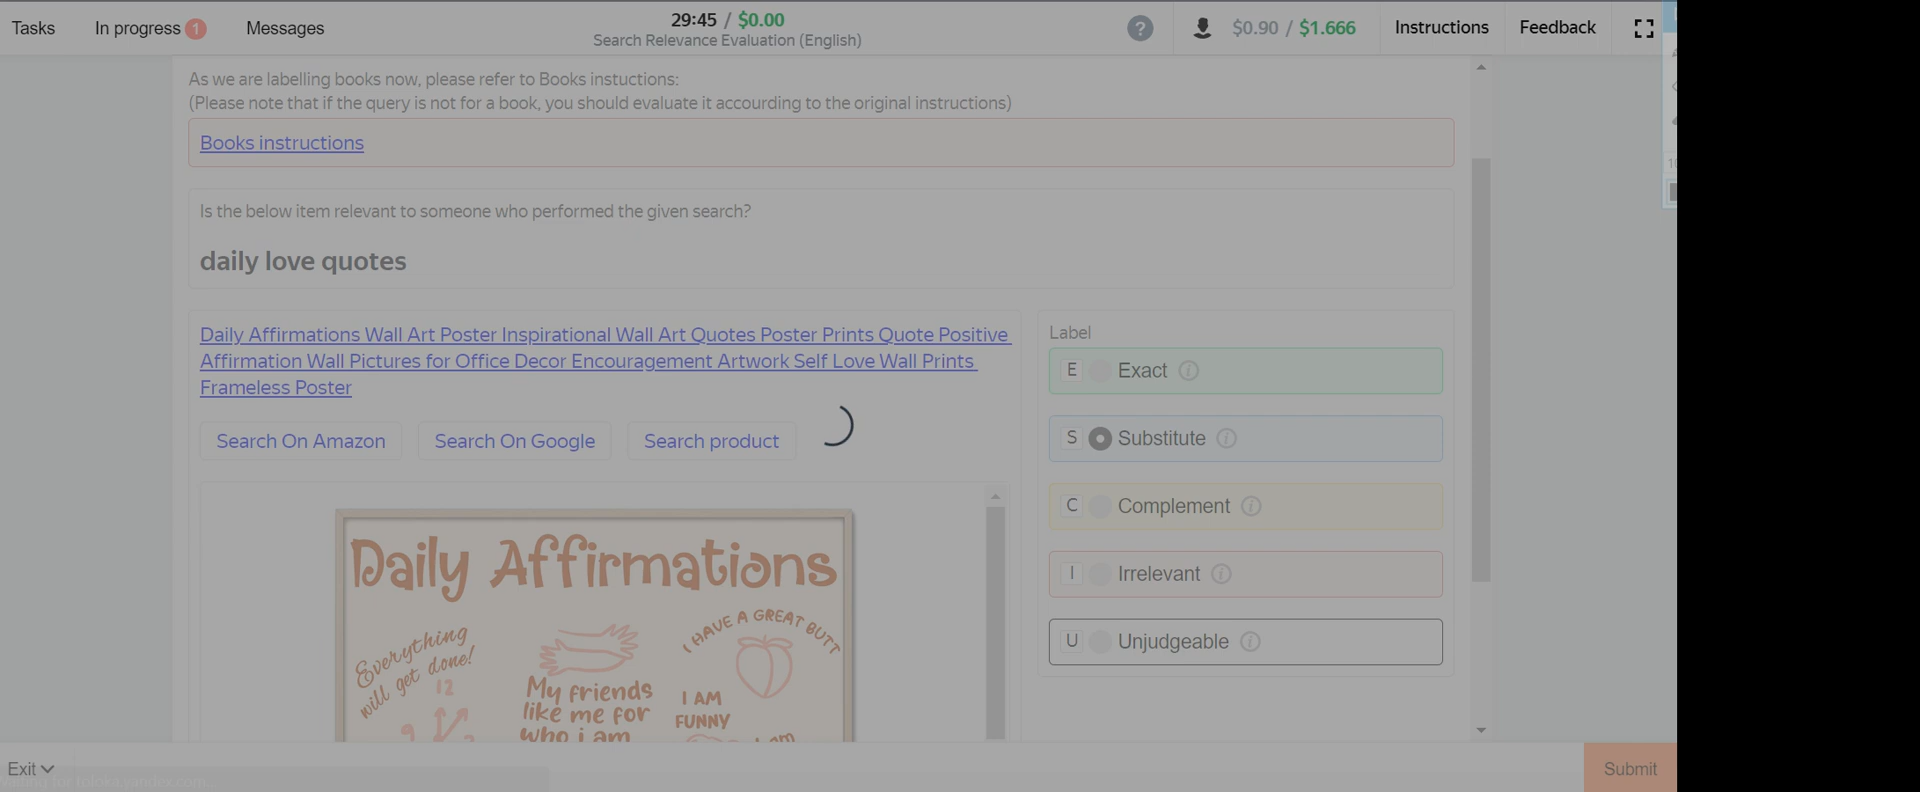 Tasks
In progress 1
Messages
29:45 / $0.00
Search Relevance Evaluation (English)
?
$0.90 / $1.666
Instructions
Feedback
As we are labelling books now, please refer to Books instuctions:
(Please note that if the query is not for a book, you should evaluate it accourding to the original instructions)
Books instructions
Is the below item relevant to someone who performed the given search?
daily love quotes
Daily Affirmations Wall Art Poster Inspirational Wall Art Quotes Poster Prints Quote Positive
Affirmation Wall Pictures for Office Decor Encouragement Artwork Self Love Wall Prints
Frameless Poster
Search On Amazon
Search On Google
Search product
Daily Affirmations
Everything
will get done!
12
My friends
like me for
who i am
I HAVE A GREAT BUTT
I AM
FUNNY
Label
E Exact
S Substitute
C Complement
I Irrelevant
U Unjudgeable
Exit
Submit